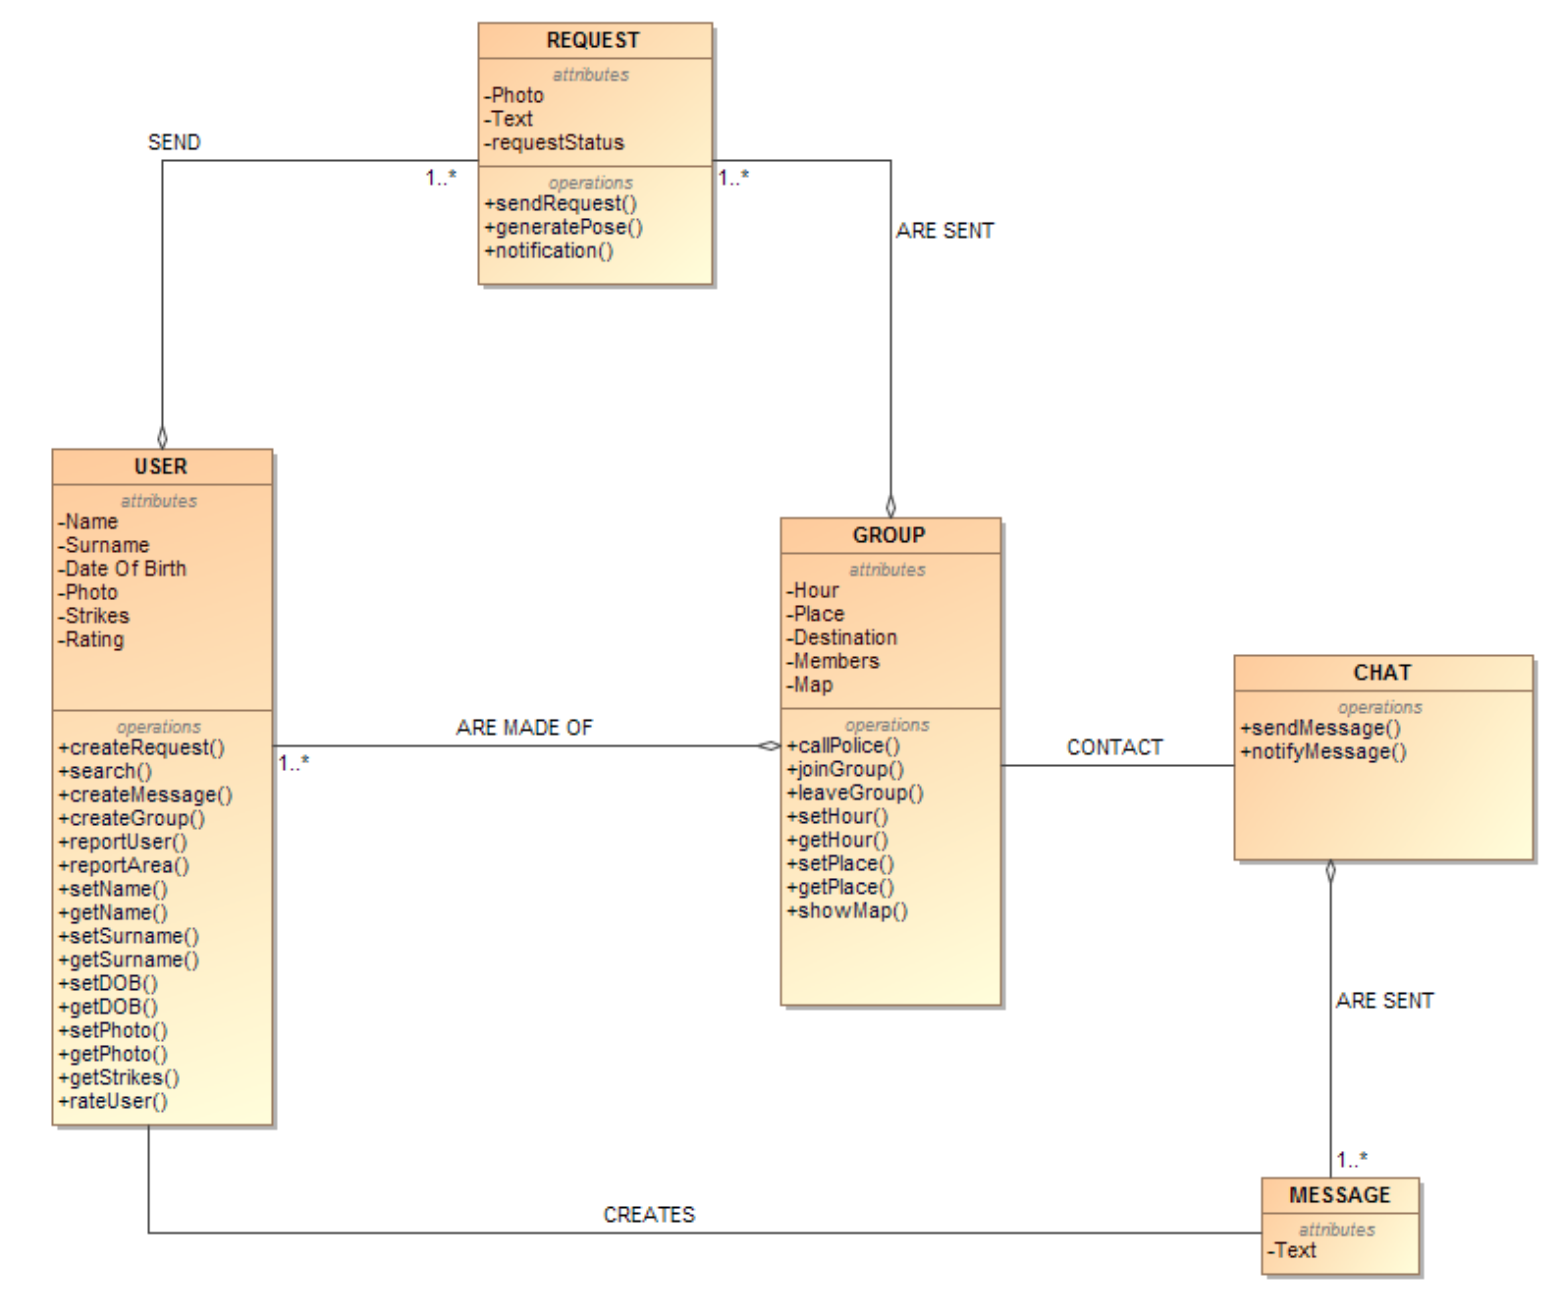 REQUEST
attributes
-Photo
-Text
-requestStatus
operations
+sendRequest()
+generatePose()
+notification()
SEND
1..*
1..*
ARE SENT
USER
attributes
-Name
-Surname
-Date Of Birth
-Photo
-Strikes
-Rating
operations
+createRequest()
+search()
+createMessage()
+createGroup()
+reportUser()
+reportArea()
+setName()
+getName()
+setSurname()
+getSurname()
+setDOB()
+getDOB()
+setPhoto()
+getPhoto()
+getStrikes()
+rateUser()
ARE MADE OF
1..*
GROUP
attributes
-Hour
-Place
-Destination
-Members
-Map
operations
+callPolice()
+joinGroup()
+leaveGroup()
+setHour()
+getHour()
+setPlace()
+getPlace()
+showMap()
CONTACT
CHAT
operations
+sendMessage()
+notifyMessage()
ARE SENT
1..*
MESSAGE
attributes
-Text
CREATES